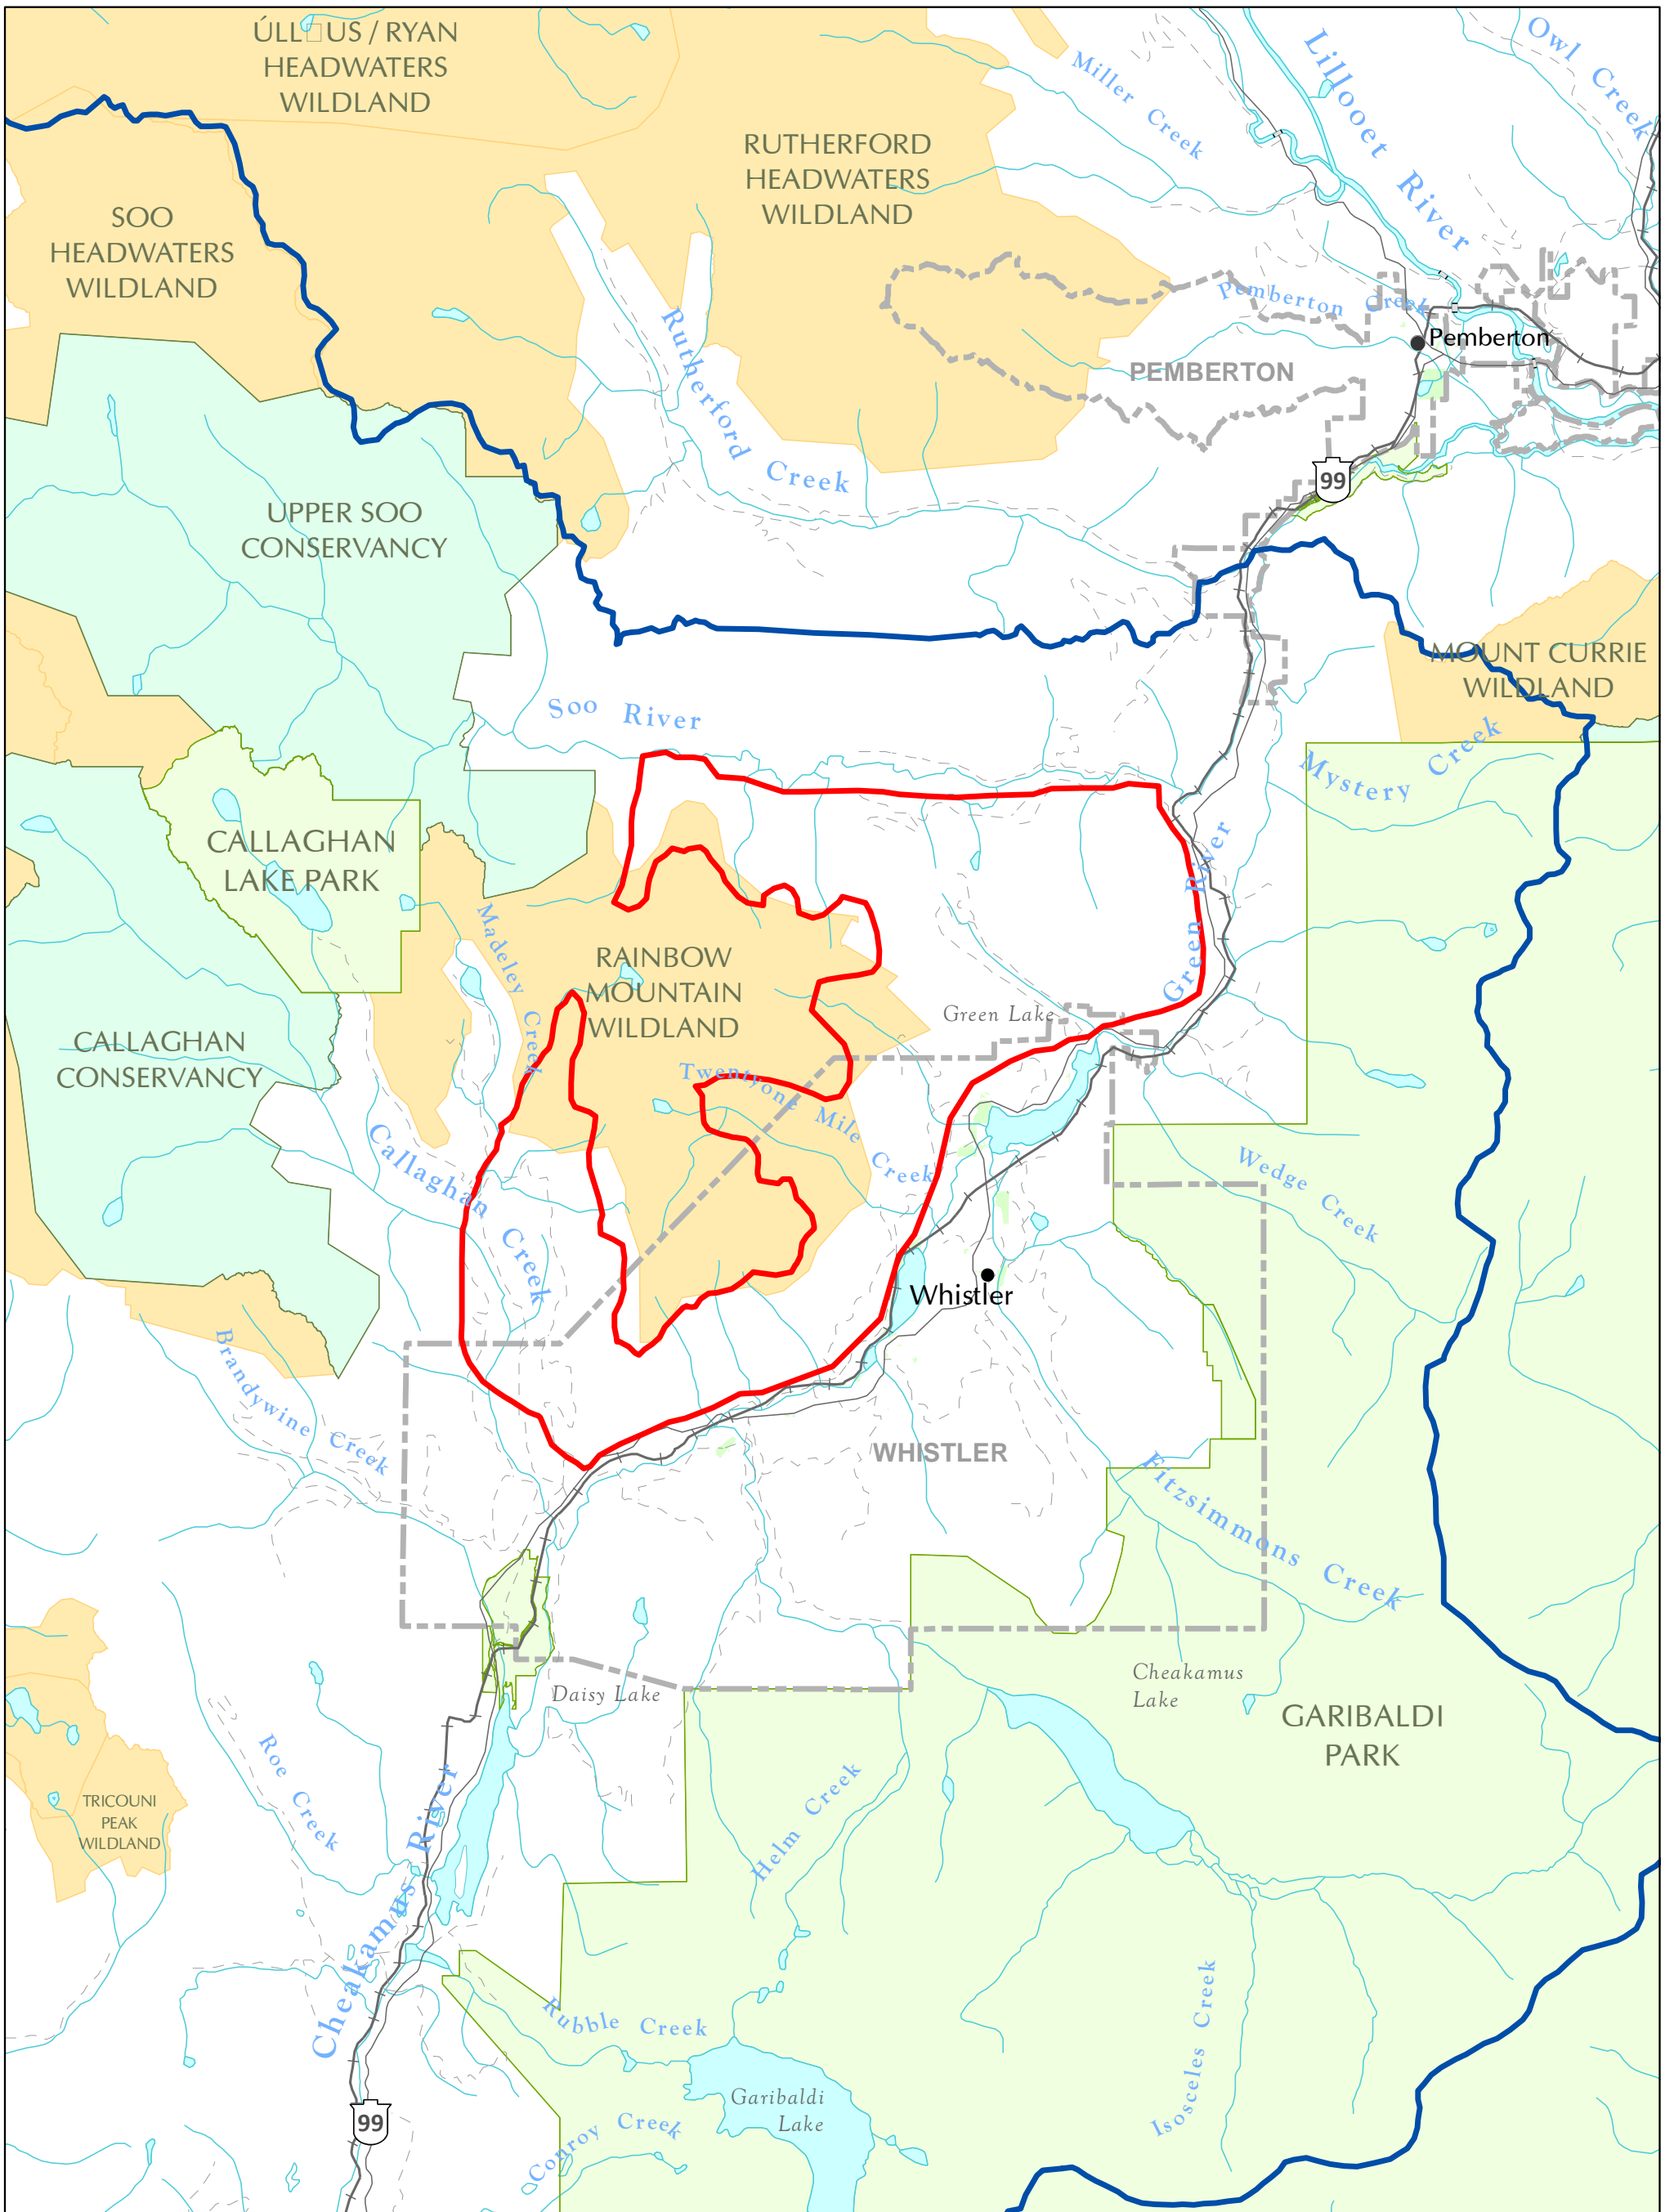 ÚLL□US / RYAN
HEADWATERS
WILDLAND
Miller Creek
Lillooet River
Owl Creek
RUTHERFORD
HEADWATERS
WILDLAND
SOO
HEADWATERS
WILDLAND
Rutherford Creek
Pemberton Creek
Pemberton
PEMBERTON
99
UPPER SOO
CONSERVANCY
MOUNT CURRIE
WILDLAND
Soo River
Mystery Creek
CALLAGHAN
LAKE PARK
Green River
Madeley Creek
RAINBOW
MOUNTAIN
WILDLAND
Green Lake
CALLAGHAN
CONSERVANCY
Twentyone Mile Creek
Callaghan Creek
Wedge Creek
Whistler
Brandywine Creek
WHISTLER
Fitzsimmons Creek
Daisy Lake
Cheakamus
Lake
GARIBALDI
PARK
Roe Creek
TRICOUNI
PEAK
WILDLAND
Helm Creek
Cheakamus River
Rubble Creek
Isosceles Creek
Garibaldi
Lake
99
Conroy Creek